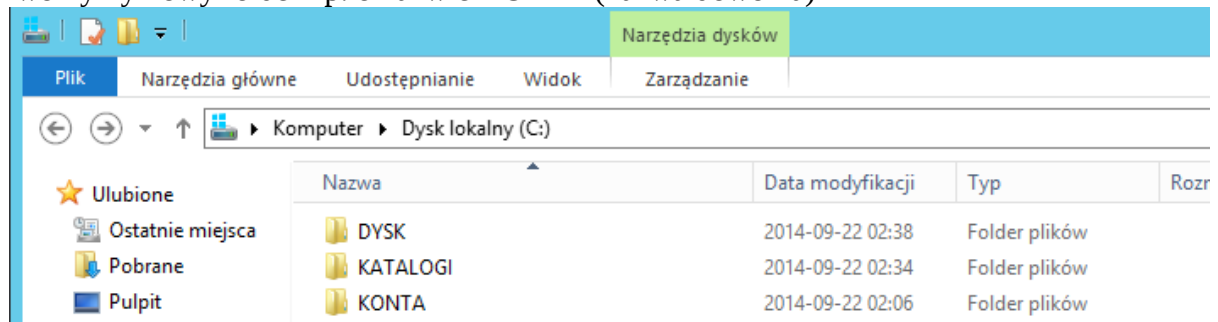 Narzędzia dysków
Plik Narzędzia główne Udostępnianie Widok Zarządzanie
Komputer Dysk lokalny (C:)
Ulubione Nazwa Data modyfikacji Typ
Ostatnie miejsca DYSK 2014-09-22 02:38 Folder plików
Pobrane KATALOGI 2014-09-22 02:34 Folder plików
Pulpit KONTA 2014-09-22 02:06 Folder plików